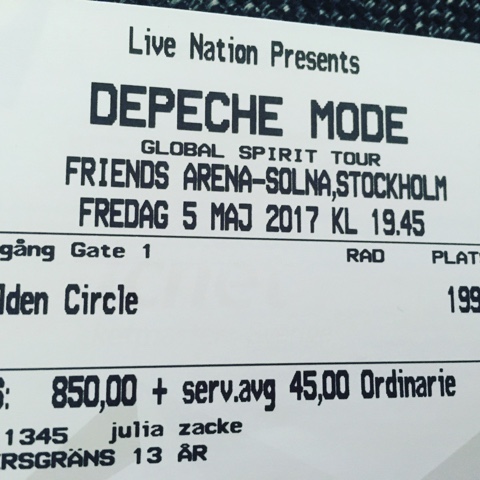 Live Nation Presents
DEPECHE MODE
GLOBAL SPIRIT TOUR
FRIENDS ARENA-SOLNA,STOCKHOLM
FREDAG 5 MAJ 2017 KL 19.45
gång Gate 1 RAD PLAT
lden Circle 199
S: 850,00 + serv.avg 45,00 Ordinarie
1345 julia zacke
ERSGRÄNS 13 ÅR